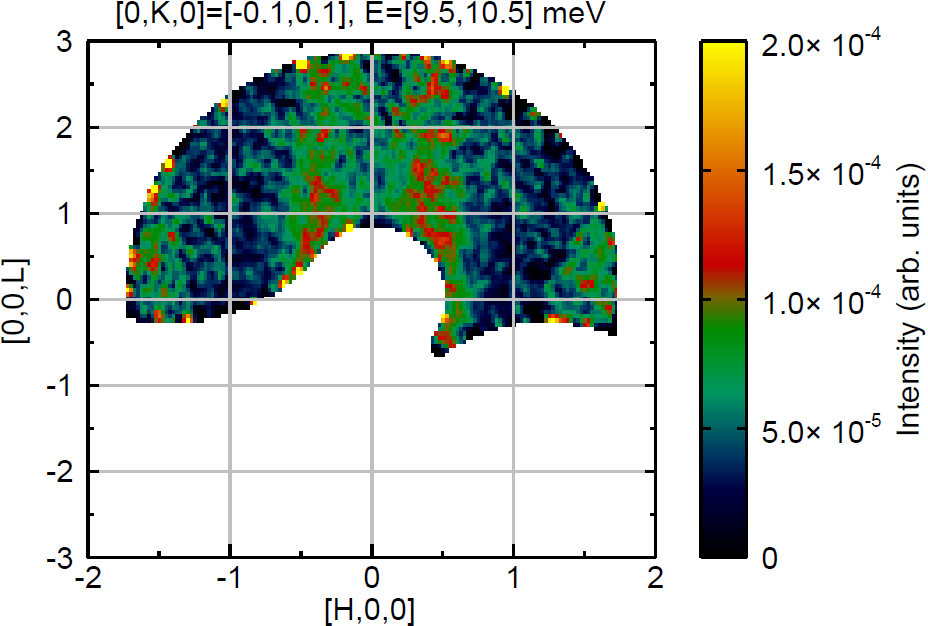 [0,K,0]=[-0.1,0.1], E=[9.5,10.5] meV
3
2
1
0
-1
-2
-3
[0,0,L]
-2 -1 0 1 2
[H,0,0]
2.0× 10^-4
1.5× 10^-4
1.0× 10^-4
5.0× 10^-5
0
Intensity (arb. units)